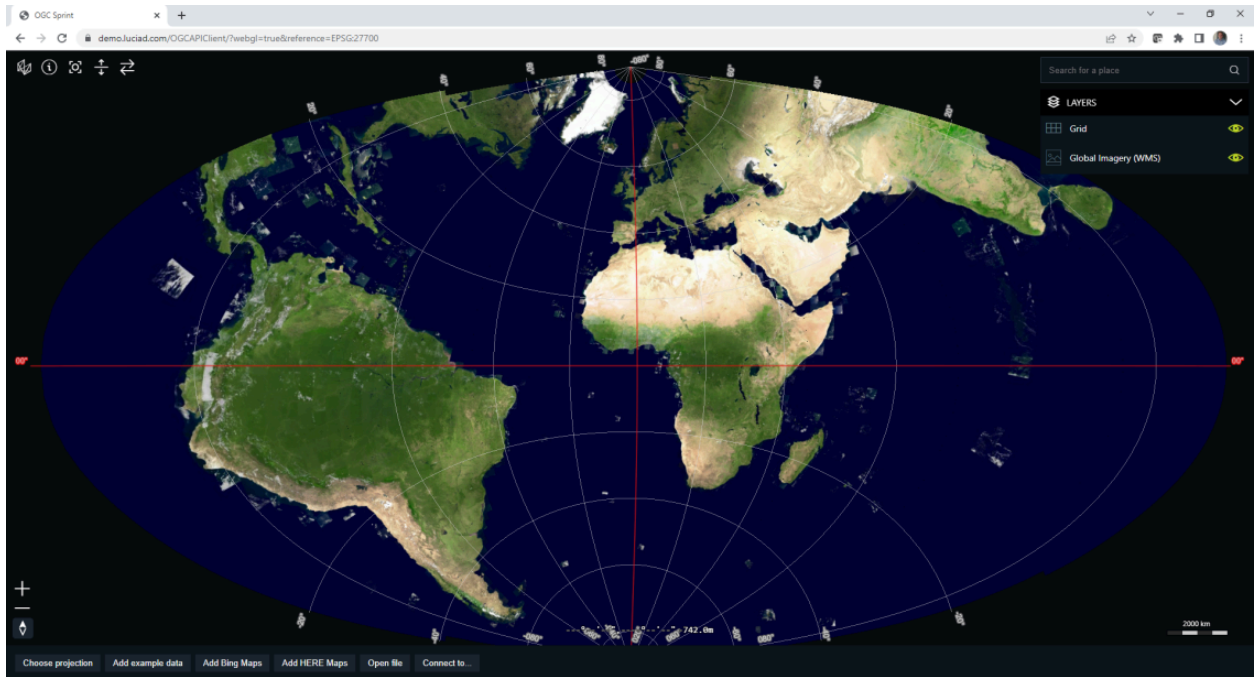 OGC Sprint
demo.luciad.com/OGCAPIClient/?webgl=true&reference=EPSG:27700
Search for a place
LAYERS
Grid
Global Imagery (WMS)
00°
00°
742.0m
2000 km
Choose projection
Add example data
Add Bing Maps
Add HERE Maps
Open file
Connect to...